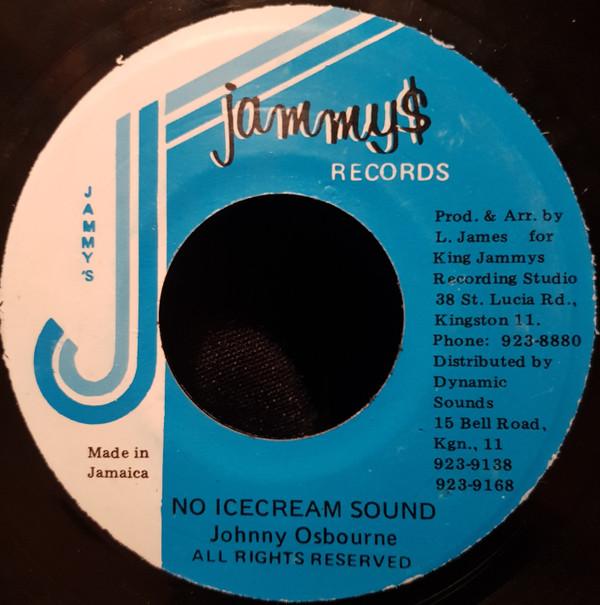 jammy$
RECORDS
JAMMY'S
Prod. & Arr. by
L. James for
King Jammys
Recording Studio
38 St. Lucia Rd.,
Kingston 11.
Phone: 923-8880
Distributed by
Dynamic
Sounds
15 Bell Road,
Kgn., 11
923-9138
923-9168
Made in
Jamaica
NO ICECREAM SOUND
Johnny Osbourne
ALL RIGHTS RESERVED